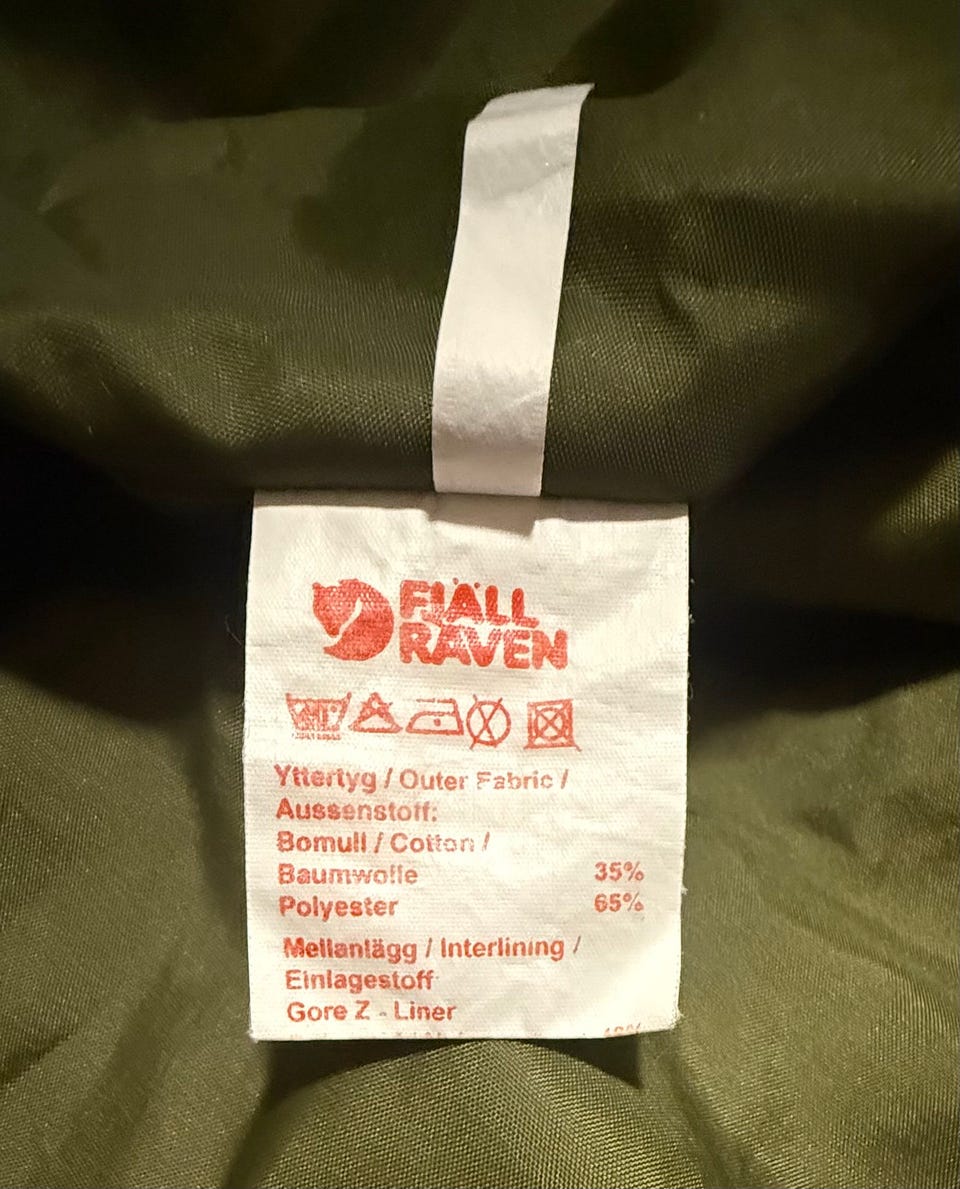 FJÄLL
RÄVEN
Yttertyg / Outer Fabric /
Aussenstoff:
Bomull / Cotton /
Baumwolle 35%
Polyester 65%
Mellanlägg / Interlining /
Einlagestoff
Gore Z - Liner